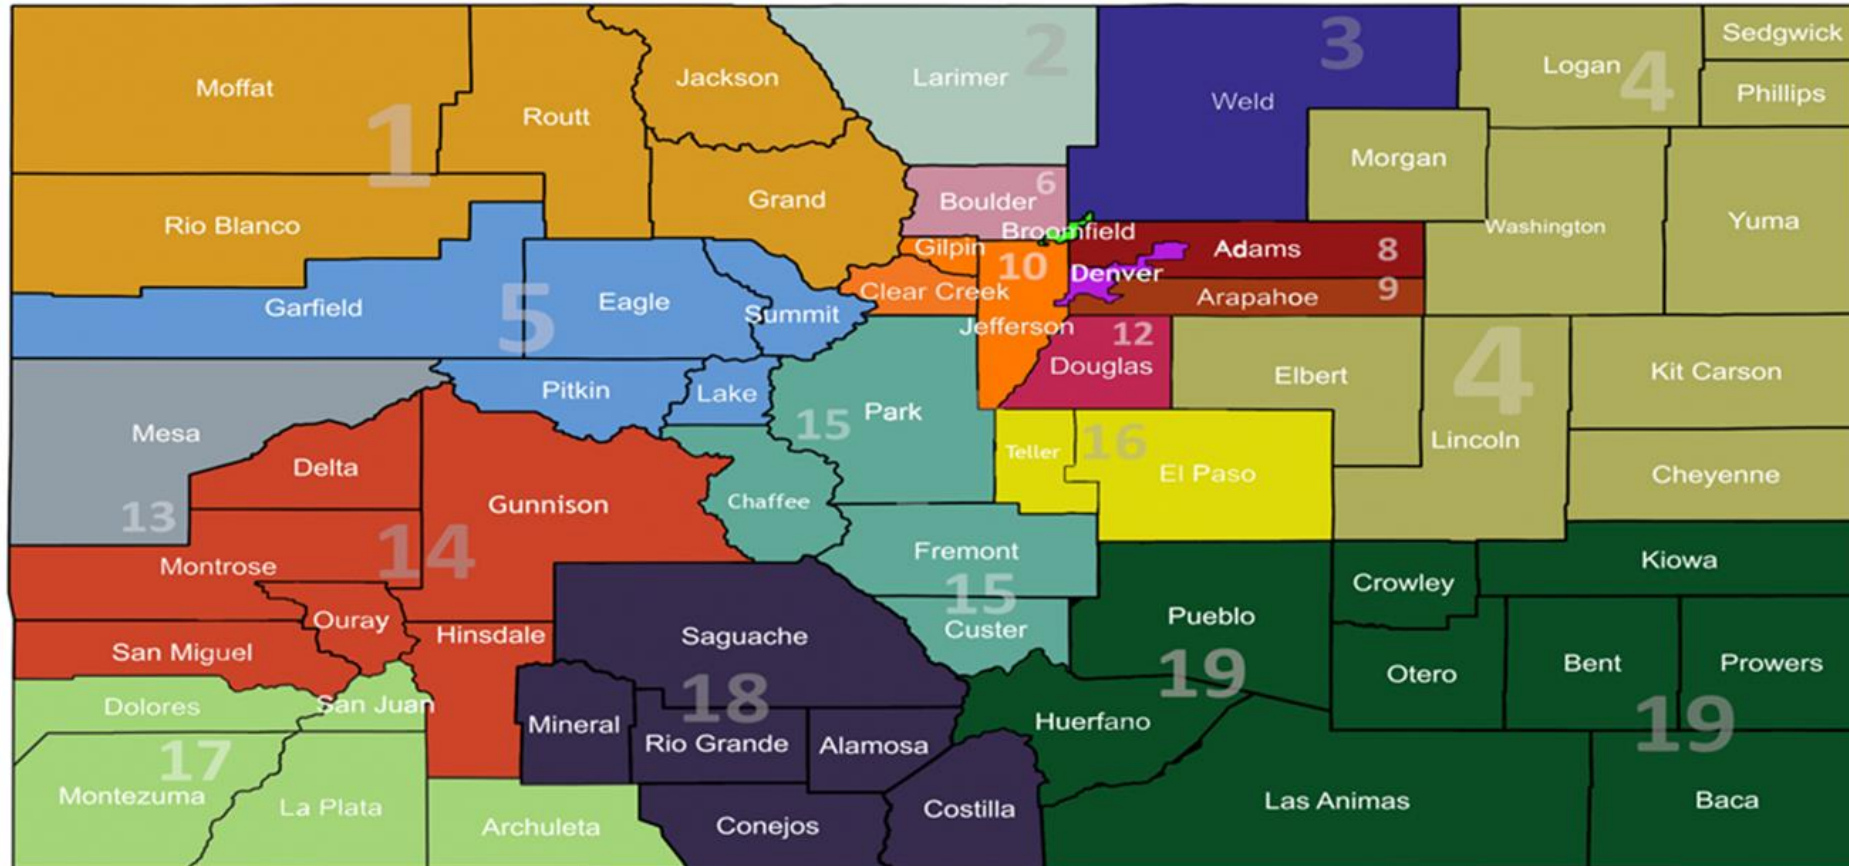 2
3
Sedgwick
Logan
4
Jackson
Larimer
Moffat
Phillips
Weld
Routt
1
Morgan
6
Grand
Boulder
Rio Blanco
Washington
Yuma
Broomfield
Gilpin
Adams
8
10
Denver
Clear Creek
Arapahoe
9
Garfield
5
Eagle
Summit
Jefferson
12
Douglas
Elbert
4
Kit Carson
Pitkin
Lake
Park
15
Mesa
Lincoln
Teller
16
Delta
El Paso
Cheyenne
Gunnison
Chaffee
13
14
Montrose
Fremont
Kiowa
Crowley
15
Ouray
Pueblo
Custer
Hinsdale
Saguache
San Miguel
Bent
Prowers
19
Otero
18
Dolores
San Juan
Mineral
Huerfano
19
Rio Grande
Alamosa
17
Montezuma
La Plata
Las Animas
Baca
Costilla
Archuleta
Conejos